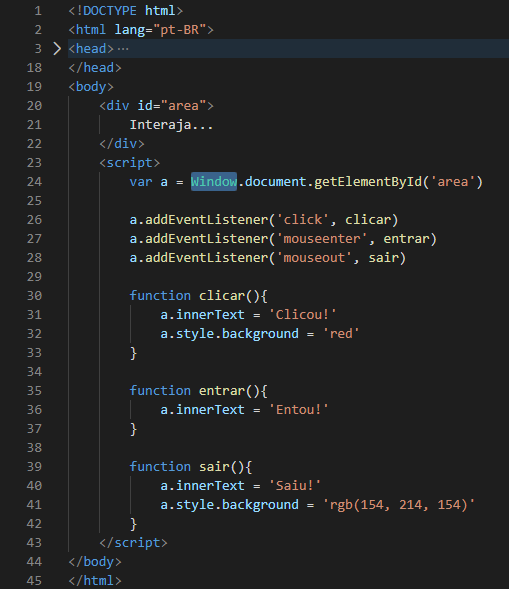 1 <!DOCTYPE html>
2 <html lang="pt-BR">
3 <head>…
18 </head>
19 <body>
20 <div id="area">
21 Interaja...
22 </div>
23 <script>
24 var a = Window.document.getElementById('area')
25
26 a.addEventListener('click', clicar)
27 a.addEventListener('mouseenter', entrar)
28 a.addEventListener('mouseout', sair)
29
30 function clicar(){
31 a.innerText = 'Clicou!'
32 a.style.background = 'red'
33 }
34
35 function entrar(){
36 a.innerText = 'Entou!'
37 }
38
39 function sair(){
40 a.innerText = 'Saiu!'
41 a.style.background = 'rgb(154, 214, 154)'
42 }
43 </script>
44 </body>
45 </html>